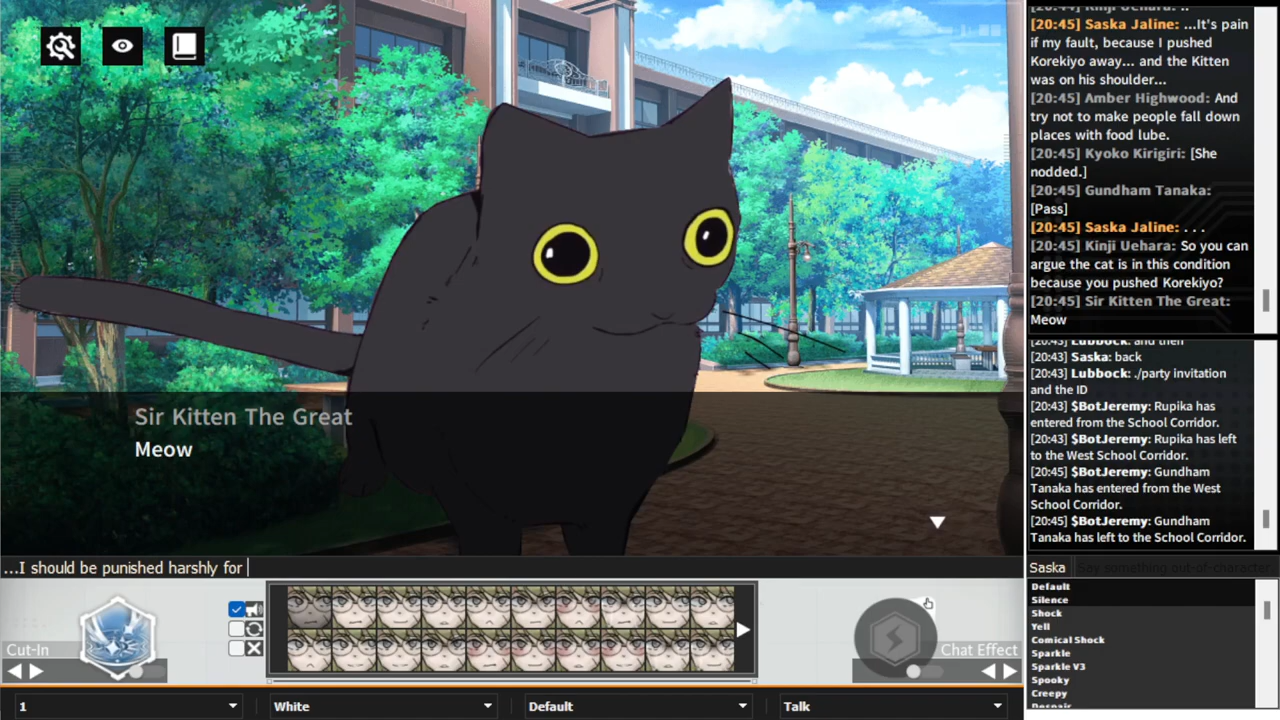 Sir Kitten The Great
Meow
...I should be punished harshly for
Cut-In
Chat Effect
1
White
Default
Talk
[20:45] Saska Jaline: ...It's pain
if my fault, because I pushed
Korekiyo away... and the Kitten
was on his shoulder...
[20:45] Amber Highwood: And
try not to make people fall down
places with food lube.
[20:45] Kyoko Kirigiri: [She
nodded.]
[20:45] Gundham Tanaka:
[Pass]
[20:45] Saska Jaline: . . .
[20:45] Kinji Uehara: So you can
argue the cat is in this condition
because you pushed Korekiyo?
[20:45] Sir Kitten The Great:
Meow
[20:43] Lubbock: and then
[20:43] Saska: back
[20:43] Lubbock: ./party invitation
and the ID
[20:43] $BotJeremy: Rupika has
entered from the School Corridor.
[20:43] $BotJeremy: Rupika has left
to the West School Corridor.
[20:45] $BotJeremy: Gundham
Tanaka has entered from the West
School Corridor.
[20:45] $BotJeremy: Gundham
Tanaka has left to the School Corridor.
Saska Say something out-of-character...
Default
Silence
Shock
Yell
Comical Shock
Sparkle
Sparkle V3
Spooky
Creepy
Despair